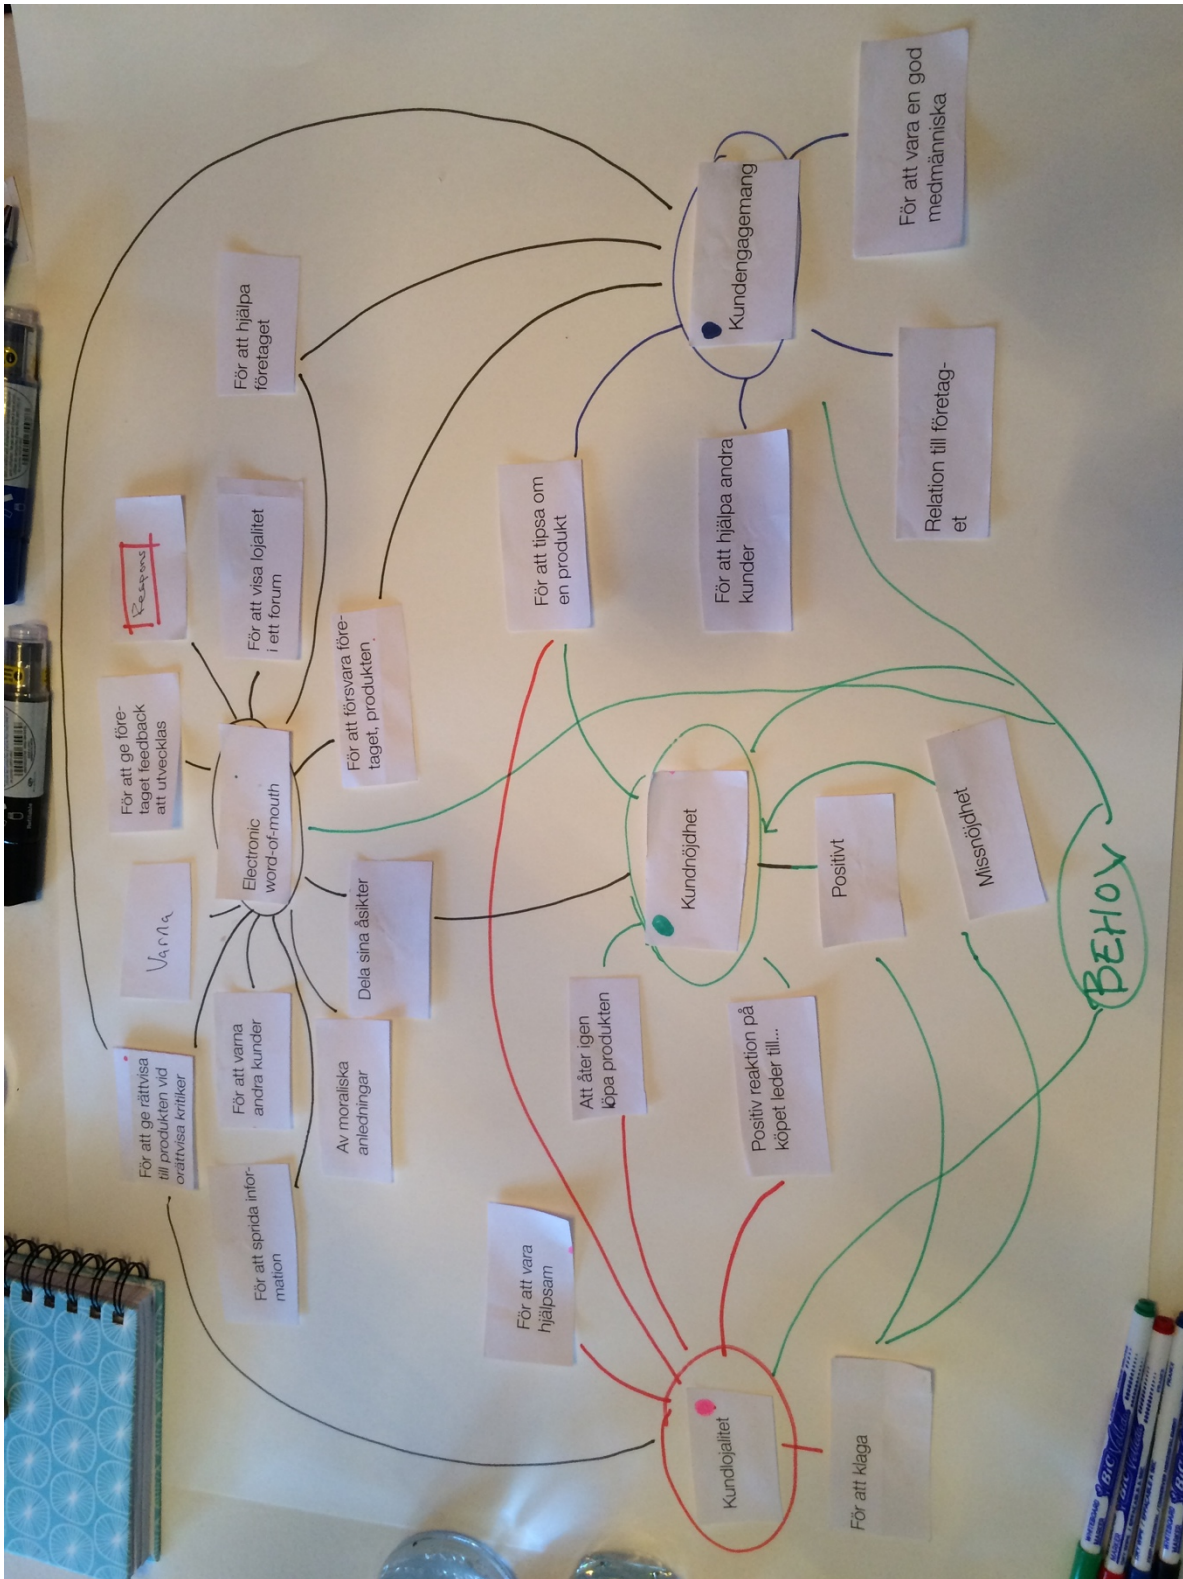 För att ge rättvisa
till produkten vid
orättvisa kritiker
Varna
För att ge före-
taget feedback
att utvecklas
Respons
För att sprida infor-
mation
För att varna
andra kunder
Electronic
word-of-mouth
För att visa lojalitet
i ett forum
För att hjälpa
företaget
Av moraliska
anledningar
Dela sina åsikter
För att försvara före-
taget, produkten
För att vara
hjälpsam
Att åter igen
köpa produkten
För att tipsa om
en produkt
Kundlojalitet
Positiv reaktion på
köpet leder till...
Kundnöjdhet
För att hjälpa andra
kunder
Kundengagemang
För att klaga
Positivt
Missnöjdhet
Relation till företag-
et
För att vara en god
medmänniska
BEHOV
WHITEBOARD
MARKER
BIC